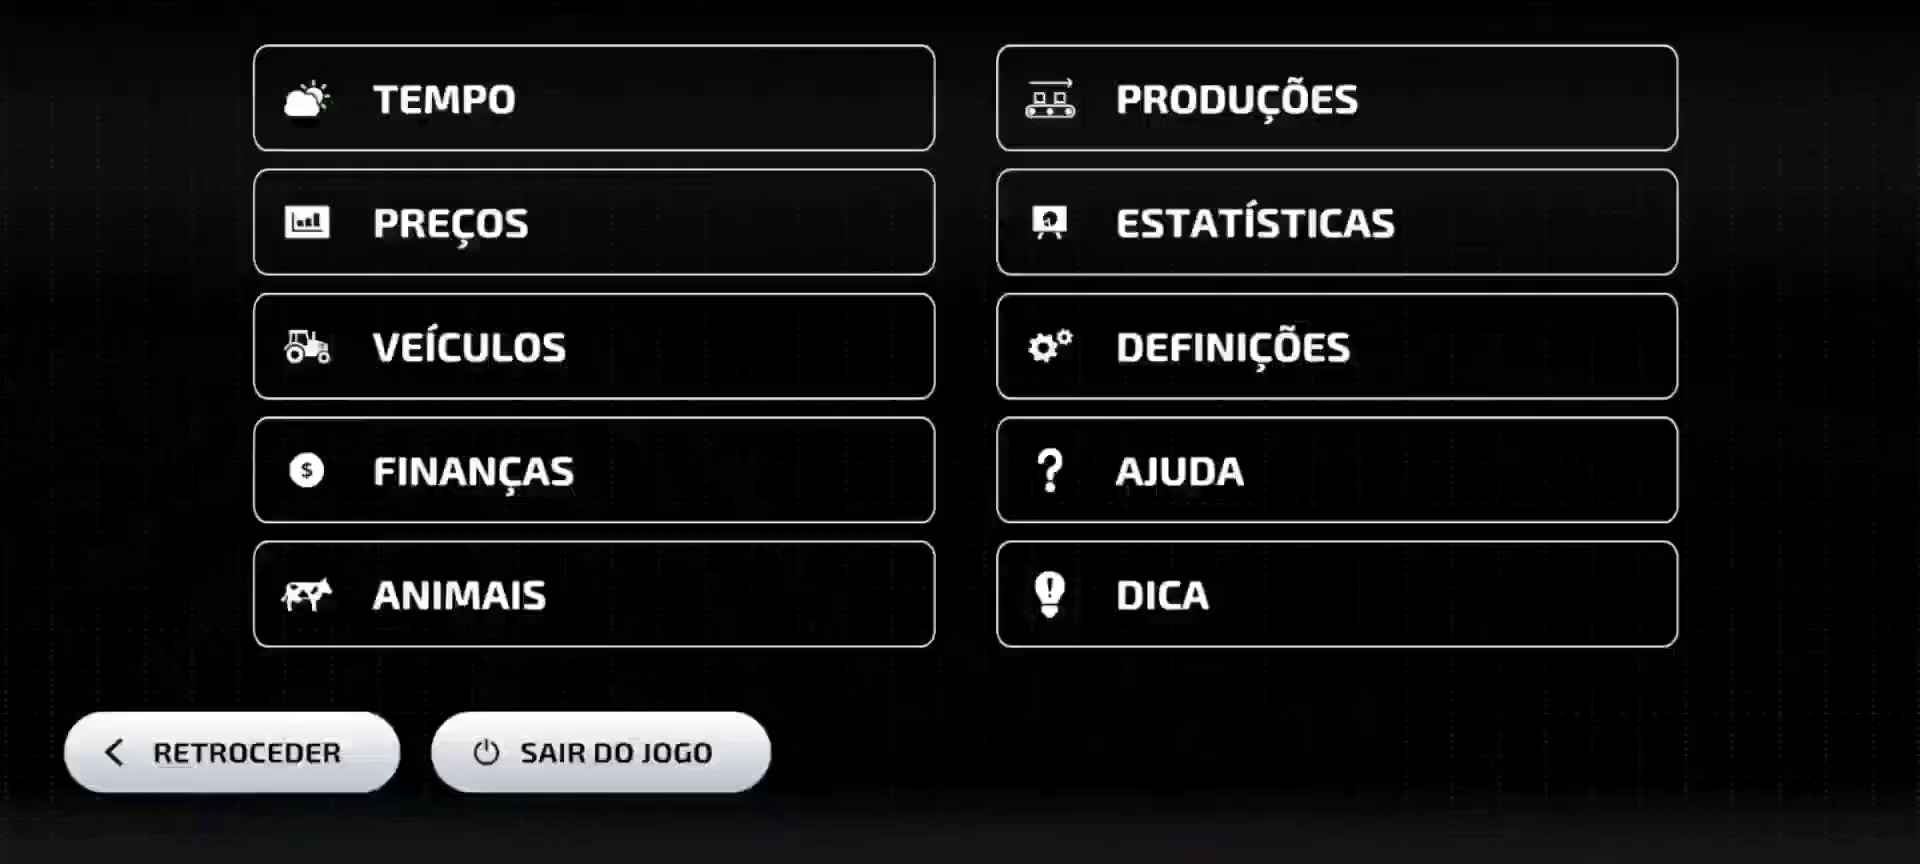 TEMPO
PREÇOS
VEÍCULOS
FINANÇAS
ANIMAIS
PRODUÇÕES
ESTATÍSTICAS
DEFINIÇÕES
AJUDA
DICA
RETROCEDER
SAIR DO JOGO